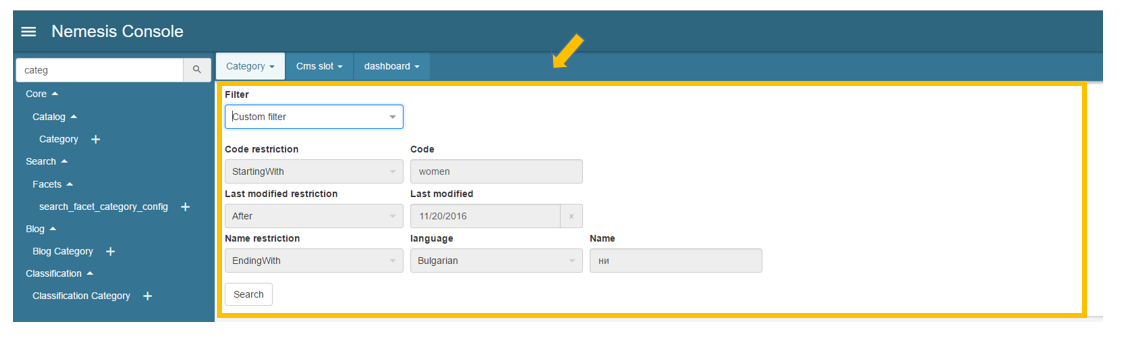 Nemesis Console
categ
Category Cms slot dashboard
Core
Catalog
Category +
Search
Facets
search_facet_category_config +
Blog
Blog Category +
Classification
Classification Category +
Filter
Custom filter
Code restriction Code
StartingWith women
Last modified restriction Last modified
After 11/20/2016 x
Name restriction language Name
EndingWith Bulgarian ни
Search